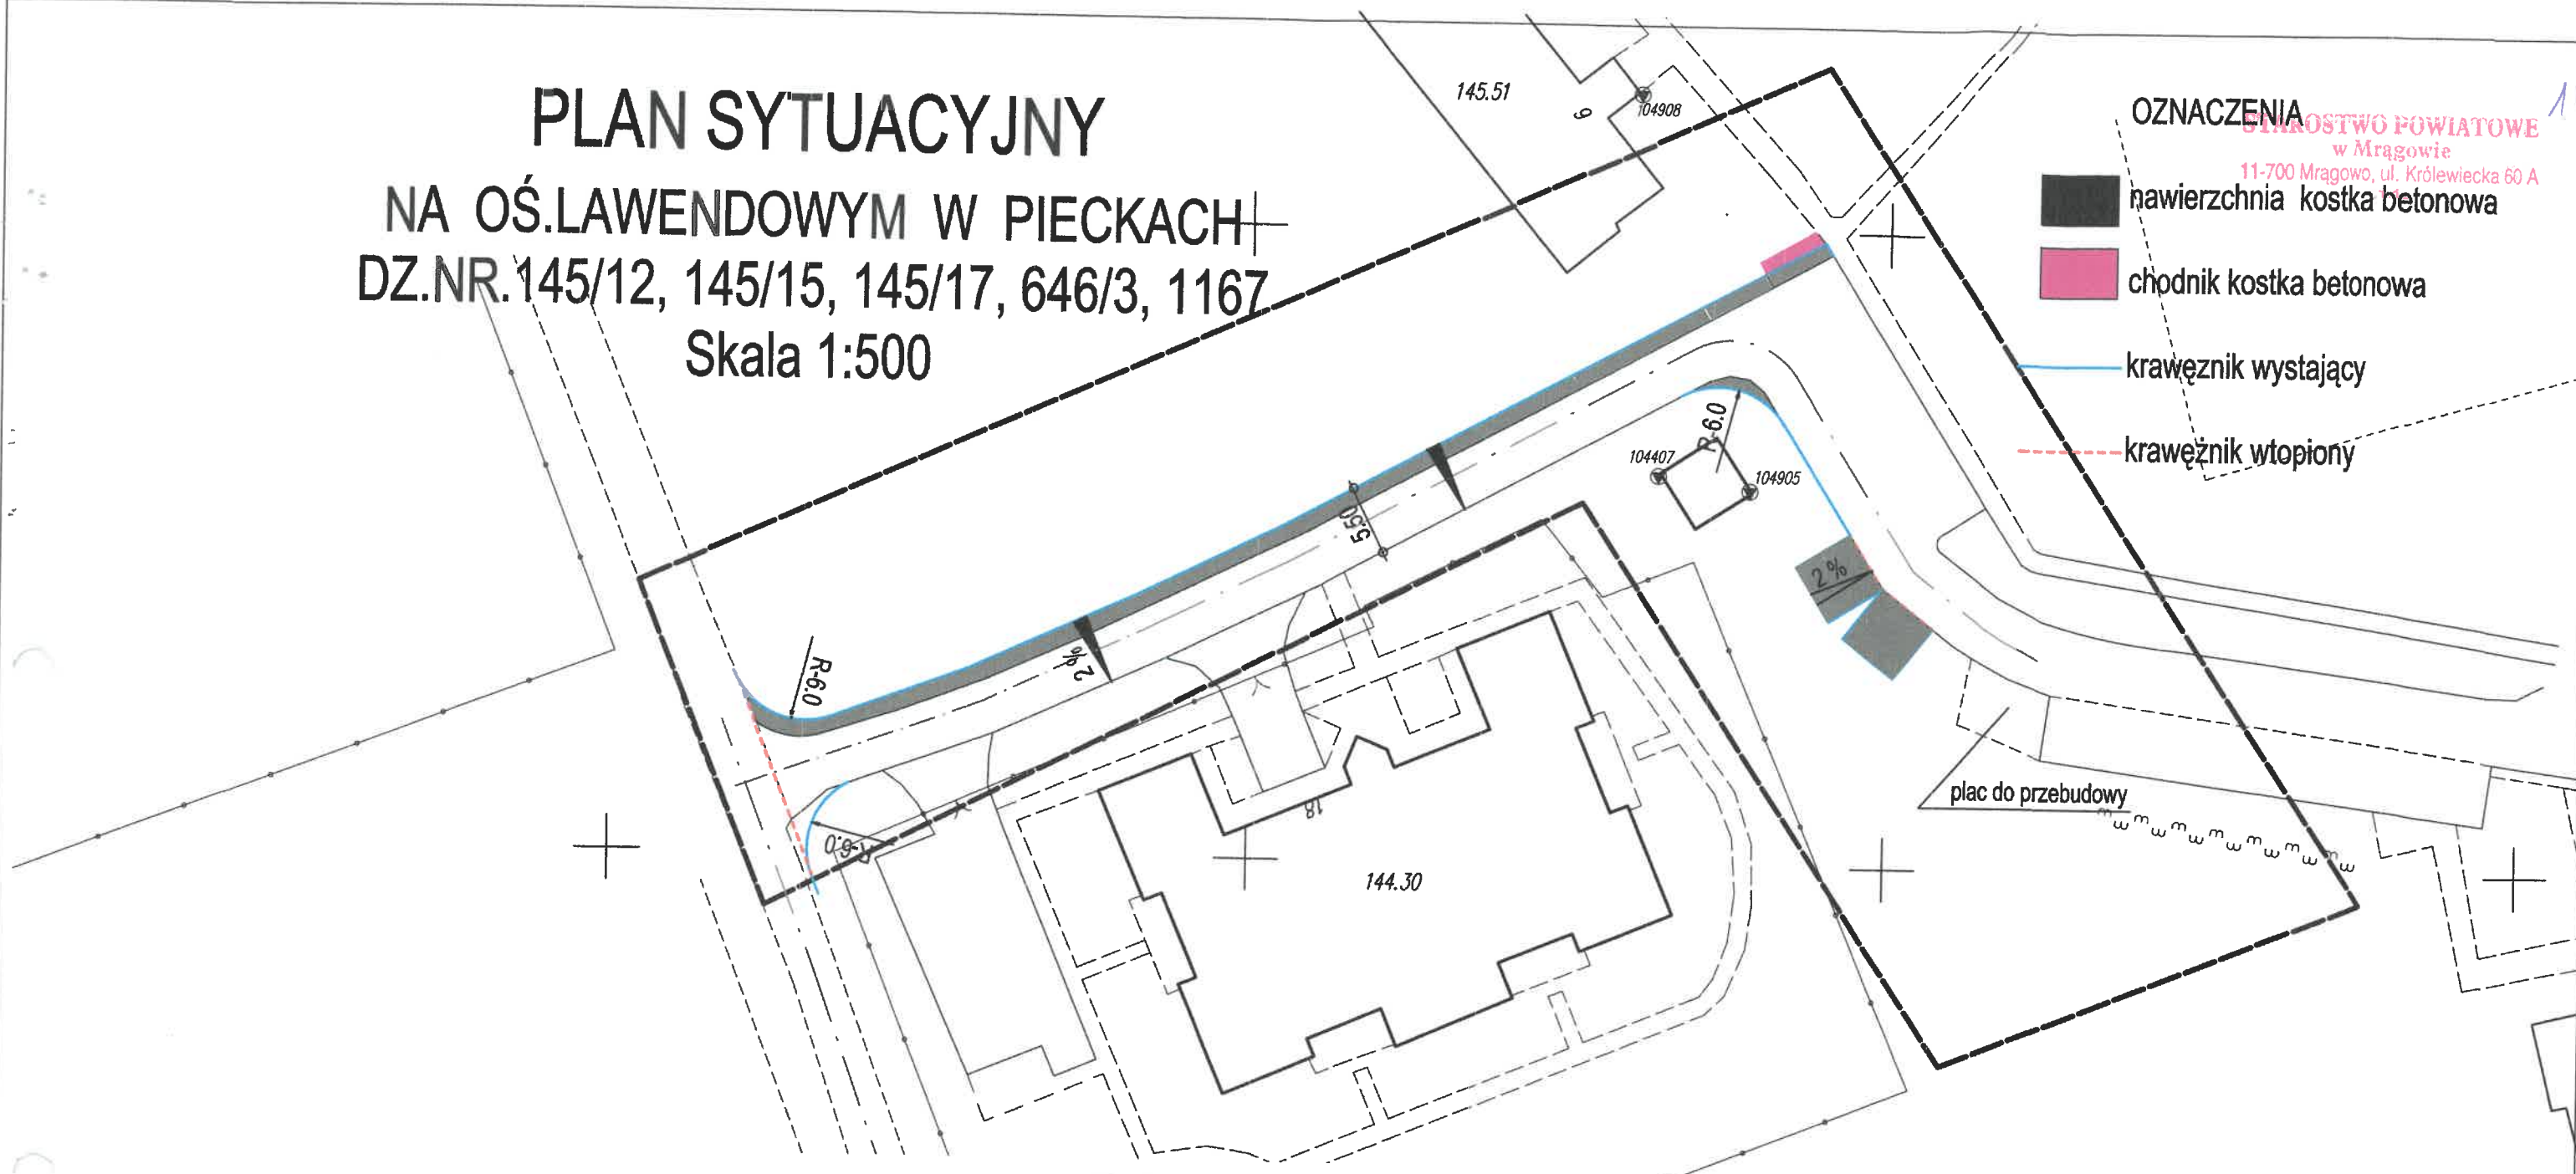 PLAN SYTUACYJNY
NA OŚ.LAWENDOWYM W PIECKACH
DZ.NR.145/12, 145/15, 145/17, 646/3, 1167
Skala 1:500
OZNACZENIA
STAROSTWO POWIATOWE
w Mrągowie
11-700 Mrągowo, ul. Królewiecka 60 A
1
nawierzchnia kostka betonowa
chodnik kostka betonowa
krawęznik wystający
krawężnik wtopiony
145.51
9
104908
R-6.0
104407
104905
5.50
2%
2%
R-6.0
R-6.0
18
144.30
plac do przebudowy